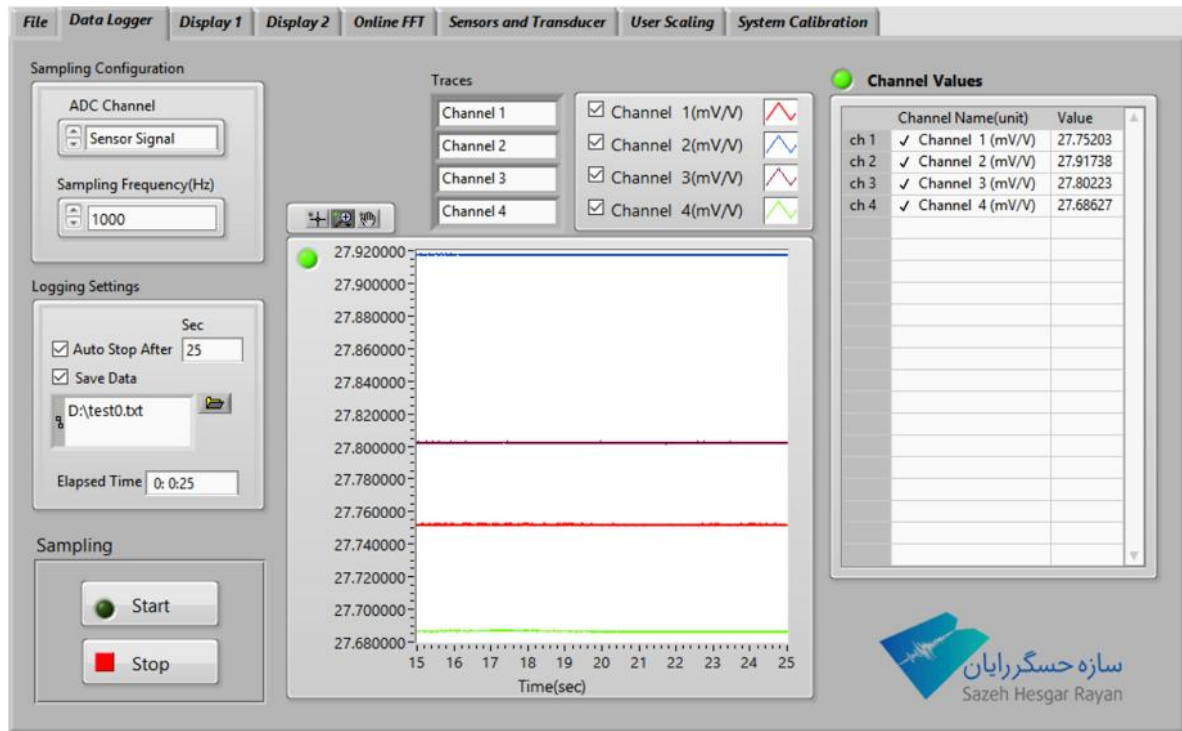 File Data Logger Display 1 Display 2 Online FFT Sensors and Transducer User Scaling System Calibration
Sampling Configuration
ADC Channel
Sensor Signal
Sampling Frequency(Hz)
1000
Logging Settings
Sec
Auto Stop After 25
Save Data
D:\test0.txt
Elapsed Time 0: 0:25
Sampling
Start
Stop
Traces
Channel 1 Channel 1(mV/V)
Channel 2 Channel 2(mV/V)
Channel 3 Channel 3(mV/V)
Channel 4 Channel 4(mV/V)
27.920000
27.900000
27.880000
27.860000
27.840000
27.820000
27.800000
27.780000
27.760000
27.740000
27.720000
27.700000
27.680000
15 16 17 18 19 20 21 22 23 24 25
Time(sec)
Channel Values
Channel Name(unit) Value
ch 1 ✓ Channel 1 (mV/V) 27.75203
ch 2 ✓ Channel 2 (mV/V) 27.91738
ch 3 ✓ Channel 3 (mV/V) 27.80223
ch 4 ✓ Channel 4 (mV/V) 27.68627
سازه حسگر رایان
Sazeh Hesgar Rayan